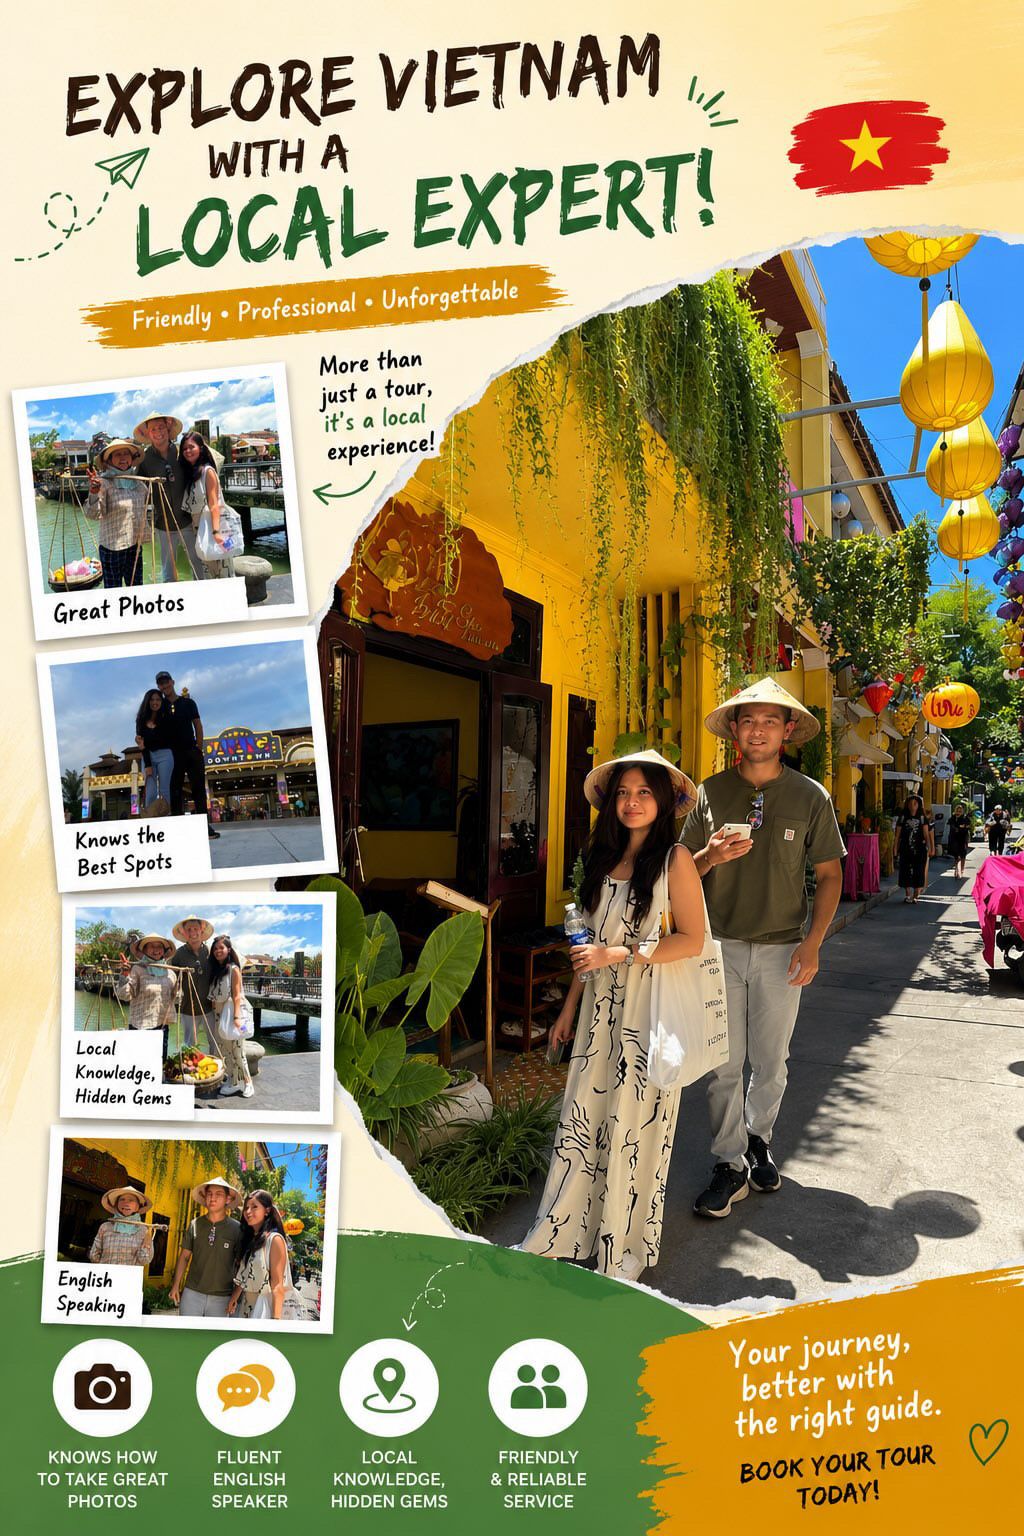 EXPLORE VIETNAM
WITH A
LOCAL EXPERT!
Friendly • Professional • Unforgettable
More than
just a tour,
it's a local
experience!
Great Photos
DOWNTOWN
Knows the
Best Spots
Local
Knowledge,
Hidden Gems
English
Speaking
KNOWS HOW
TO TAKE GREAT
PHOTOS
FLUENT
ENGLISH
SPEAKER
LOCAL
KNOWLEDGE,
HIDDEN GEMS
FRIENDLY
& RELIABLE
SERVICE
Your journey,
better with
the right guide.
BOOK YOUR TOUR
TODAY!